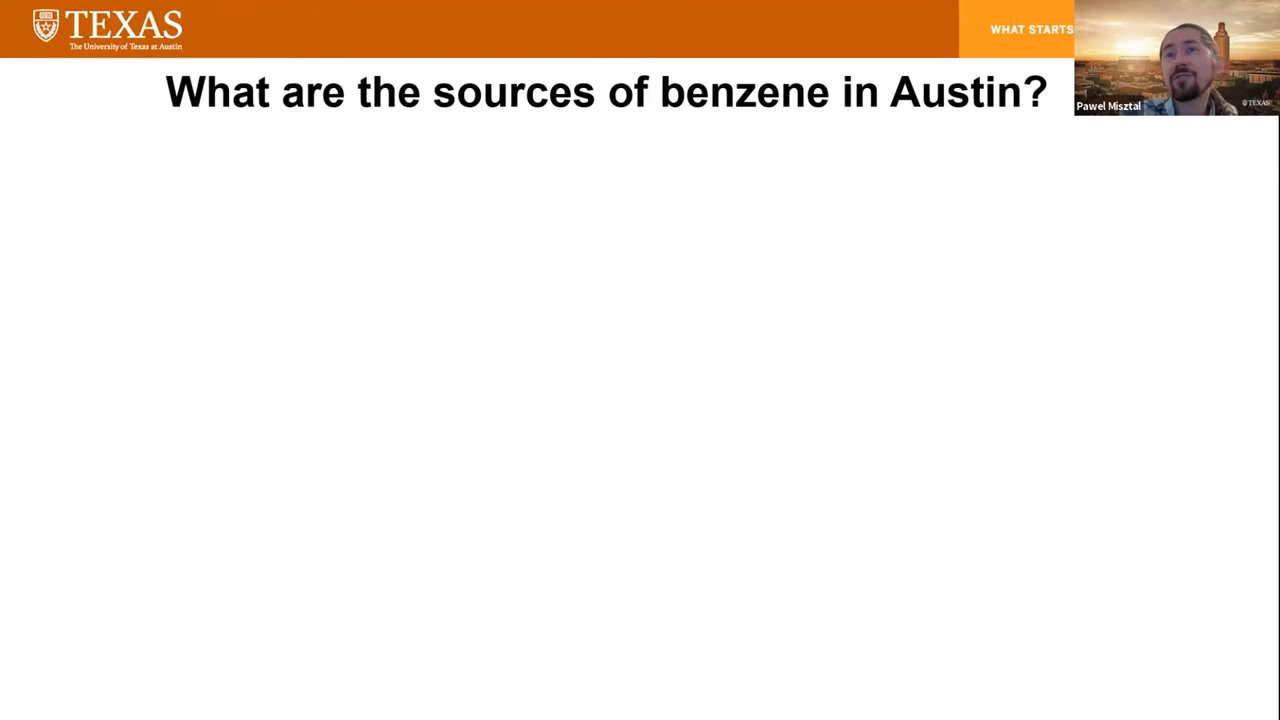 TEXAS
The University of Texas at Austin
WHAT STARTS
What are the sources of benzene in Austin?
Pawel Misztal
TEXAS